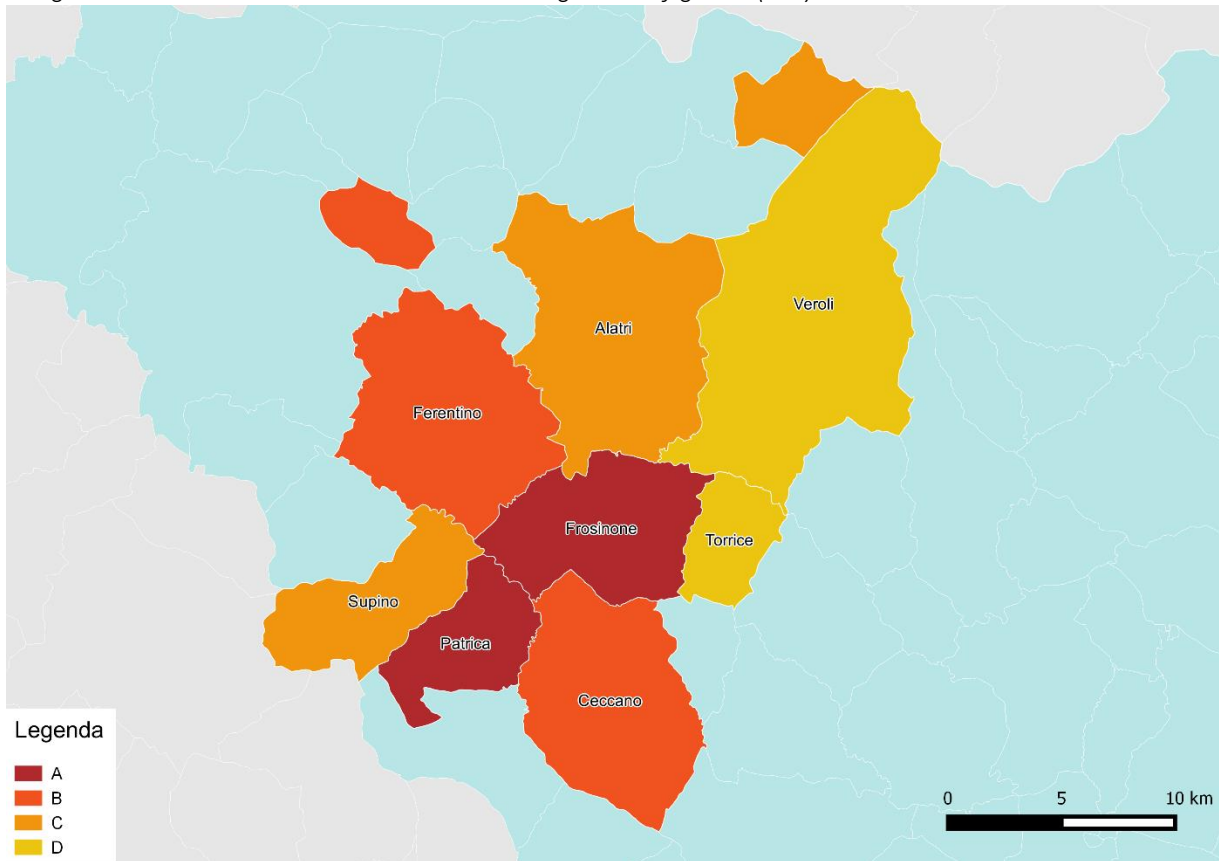 Veroli
Alatri
Ferentino
Frosinone
Torrice
Supino
Patrica
Ceccano
Legenda
A
B
C
D
0 5 10 km